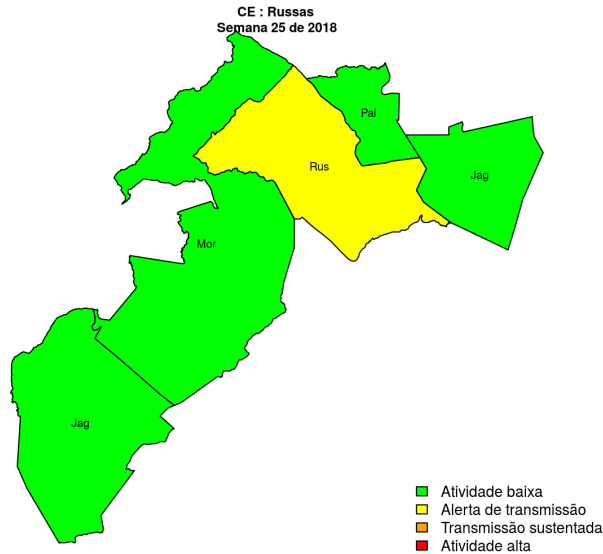 CE : Russas
Semana 25 de 2018
Pal
Rus
Jag
Mor
Jag
Atividade baixa
Alerta de transmissão
Transmissão sustentada
Atividade alta